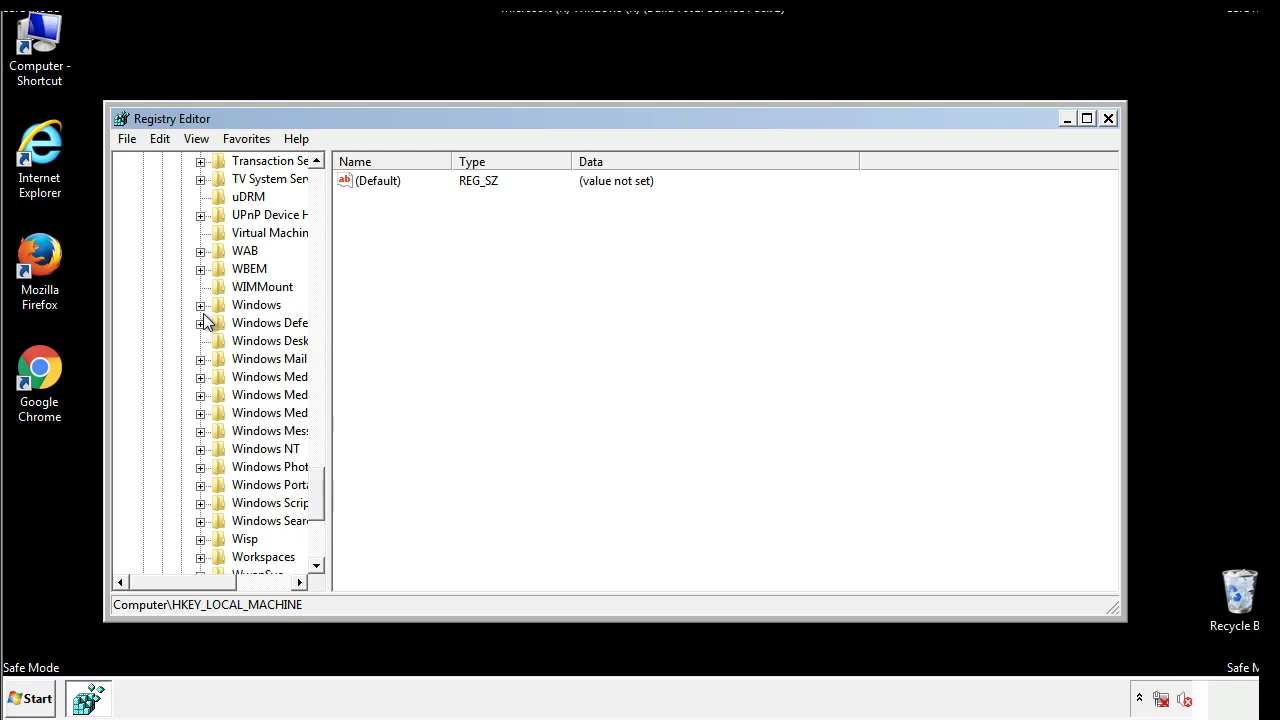 Computer -
Shortcut
Internet
Explorer
Mozilla
Firefox
Google
Chrome
Registry Editor
File Edit View Favorites Help
Transaction Se
TV System Serv
uDRM
UPnP Device H
Virtual Machin
WAB
WBEM
WIMMount
Windows
Windows Defe
Windows Desk
Windows Mail
Windows Med
Windows Med
Windows Med
Windows Mess
Windows NT
Windows Phot
Windows Porta
Windows Scrip
Windows Sear
Wisp
Workspaces
Name Type Data
ab (Default) REG_SZ (value not set)
Computer\HKEY_LOCAL_MACHINE
Recycle B
Safe Mode
Safe M
Start